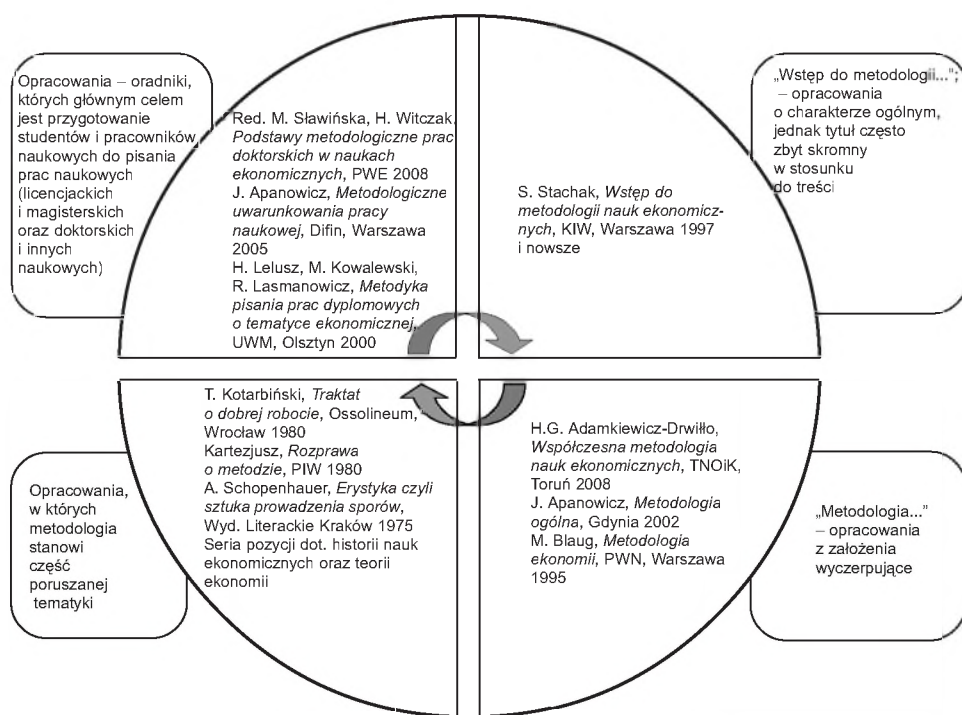 Opracowania – oradniki,
których głównym celem
jest przygotowanie
studentów i pracowników
naukowych do pisania
prac naukowych
(licencjackich
i magisterskich
oraz doktorskich
i innych
naukowych)
Red. M. Sławińska, H. Witczak,
Podstawy metodologiczne prac
doktorskich w naukach
ekonomicznych, PWE 2008
J. Apanowicz, Metodologiczne
uwarunkowania pracy
naukowej, Difin, Warszawa
2005
H. Lelusz, M. Kowalewski,
R. Lasmanowicz, Metodyka
pisania prac dyplomowych
o tematyce ekonomicznej,
UWM, Olsztyn 2000
S. Stachak, Wstęp do
metodologii nauk ekonomicz-
nych, KIW, Warszawa 1997
i nowsze
„Wstęp do metodologii...”;
– opracowania
o charakterze ogólnym,
jednak tytuł często
zbyt skromny
w stosunku
do treści
Opracowania,
w których
metodologia
stanowi
część
poruszanej
tematyki
T. Kotarbiński, Traktat
o dobrej robocie, Ossolineum,
Wrocław 1980
Kartezjusz, Rozprawa
o metodzie, PIW 1980
A. Schopenhauer, Erystyka czyli
sztuka prowadzenia sporów,
Wyd. Literackie Kraków 1975
Seria pozycji dot. historii nauk
ekonomicznych oraz teorii
ekonomii
H.G. Adamkiewicz-Drwiłło,
Współczesna metodologia
nauk ekonomicznych, TNOiK,
Toruń 2008
J. Apanowicz, Metodologia
ogólna, Gdynia 2002
M. Blaug, Metodologia
ekonomii, PWN, Warszawa
1995
„Metodologia...”
– opracowania
z założenia
wyczerpujące